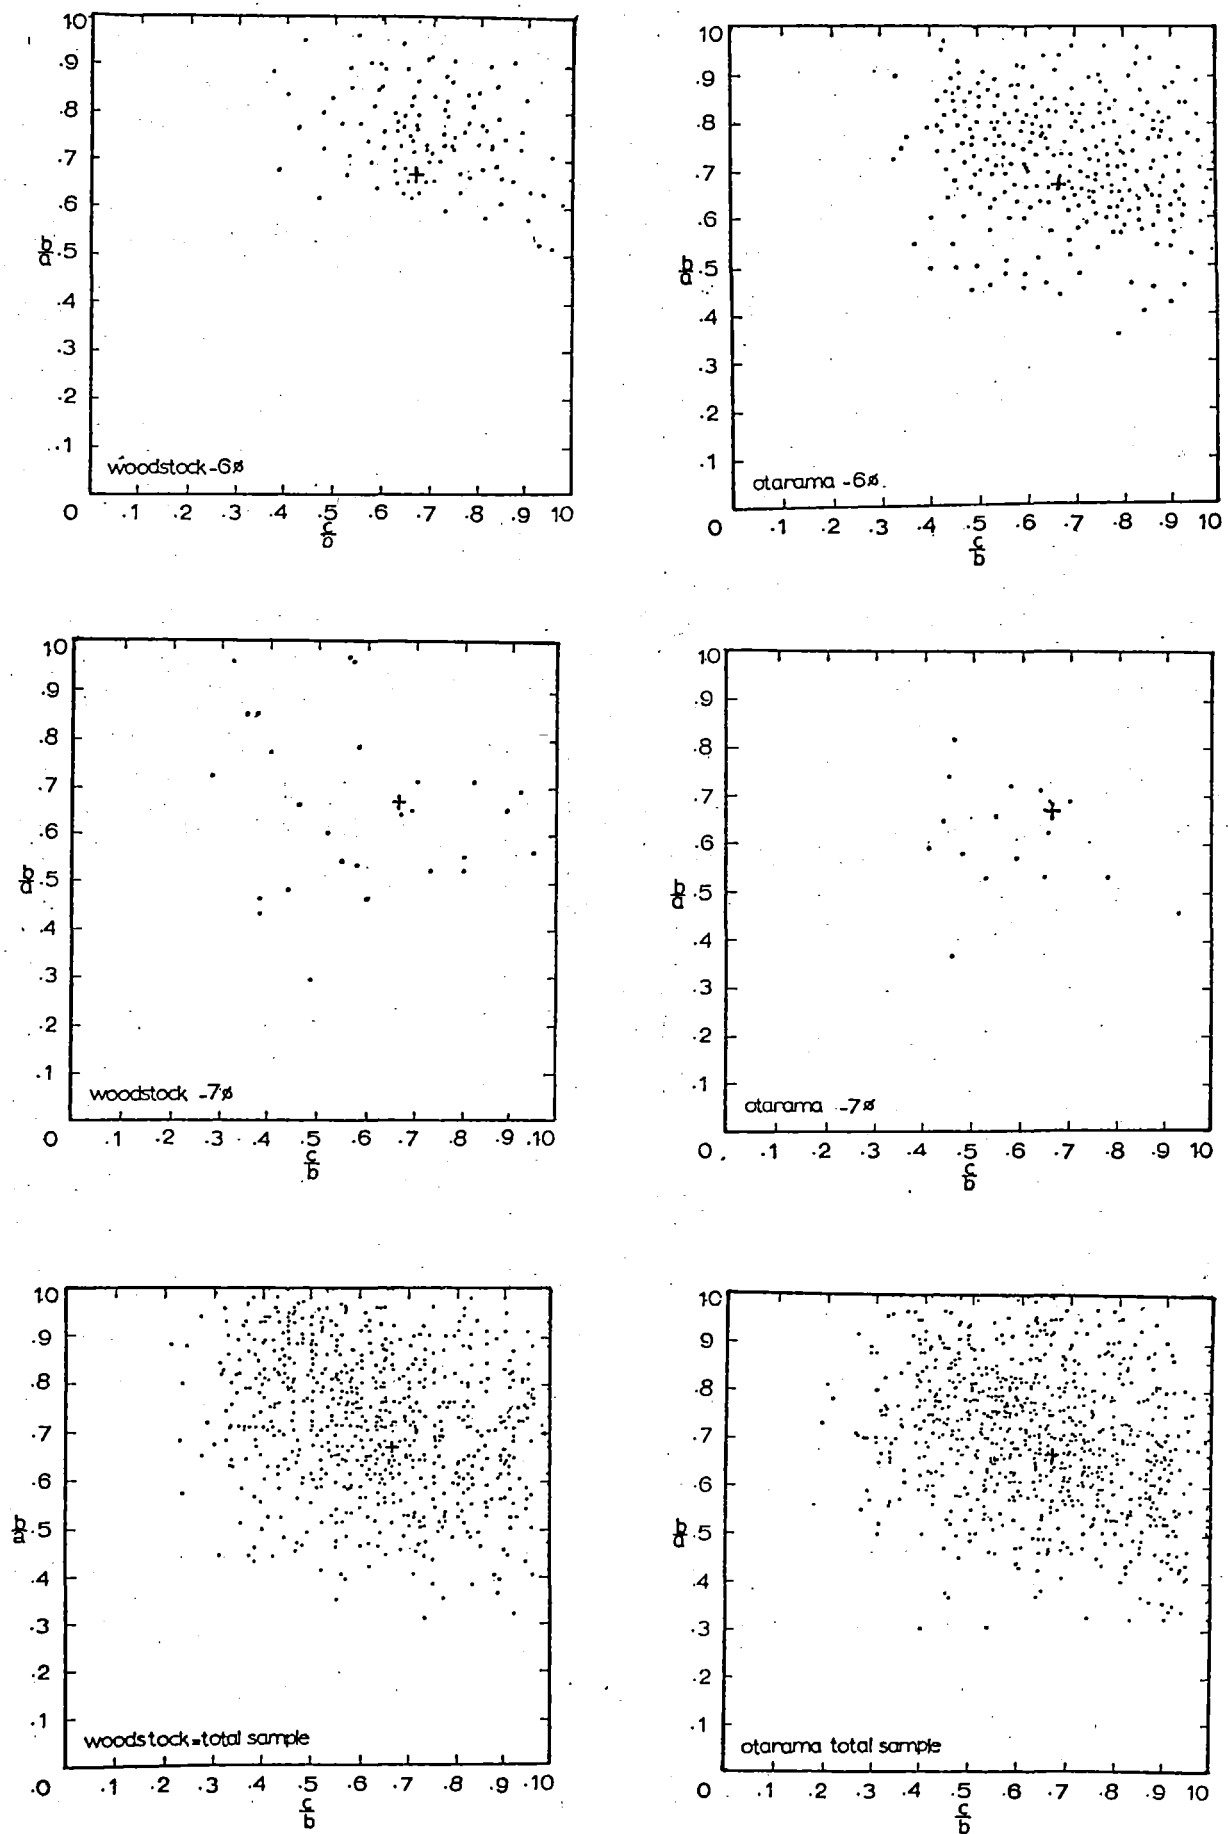 10
.9
.8
.7
.6
.5
.4
.3
.2
.1
b
a
woodstock -6ø
0 .1 .2 .3 .4 .5 .6 .7 .8 .9 10
c
b
10
.9
.8
.7
.6
.5
.4
.3
.2
.1
b
a
otarama -6ø.
0 .1 .2 .3 .4 .5 .6 .7 .8 .9 10
c
b
10
.9
.8
.7
.6
.5
.4
.3
.2
.1
b
a
woodstock -7ø
0 .1 .2 .3 .4 .5 .6 .7 .8 .9 .10
c
b
10
.9
.8
.7
.6
.5
.4
.3
.2
.1
b
a
otarama -7ø
0 .1 .2 .3 .4 .5 .6 .7 .8 .9 10
c
b
10
.9
.8
.7
.6
.5
.4
.3
.2
.1
b
a
woodstock=total sample
.0 .1 .2 .3 .4 .5 .6 .7 .8 .9 .10
c
b
10
.9
.8
.7
.6
.5
.4
.3
.2
.1
b
a
otarama total sample
.0 .1 .2 .3 .4 .5 .6 .7 .8 .9 .10
c
b